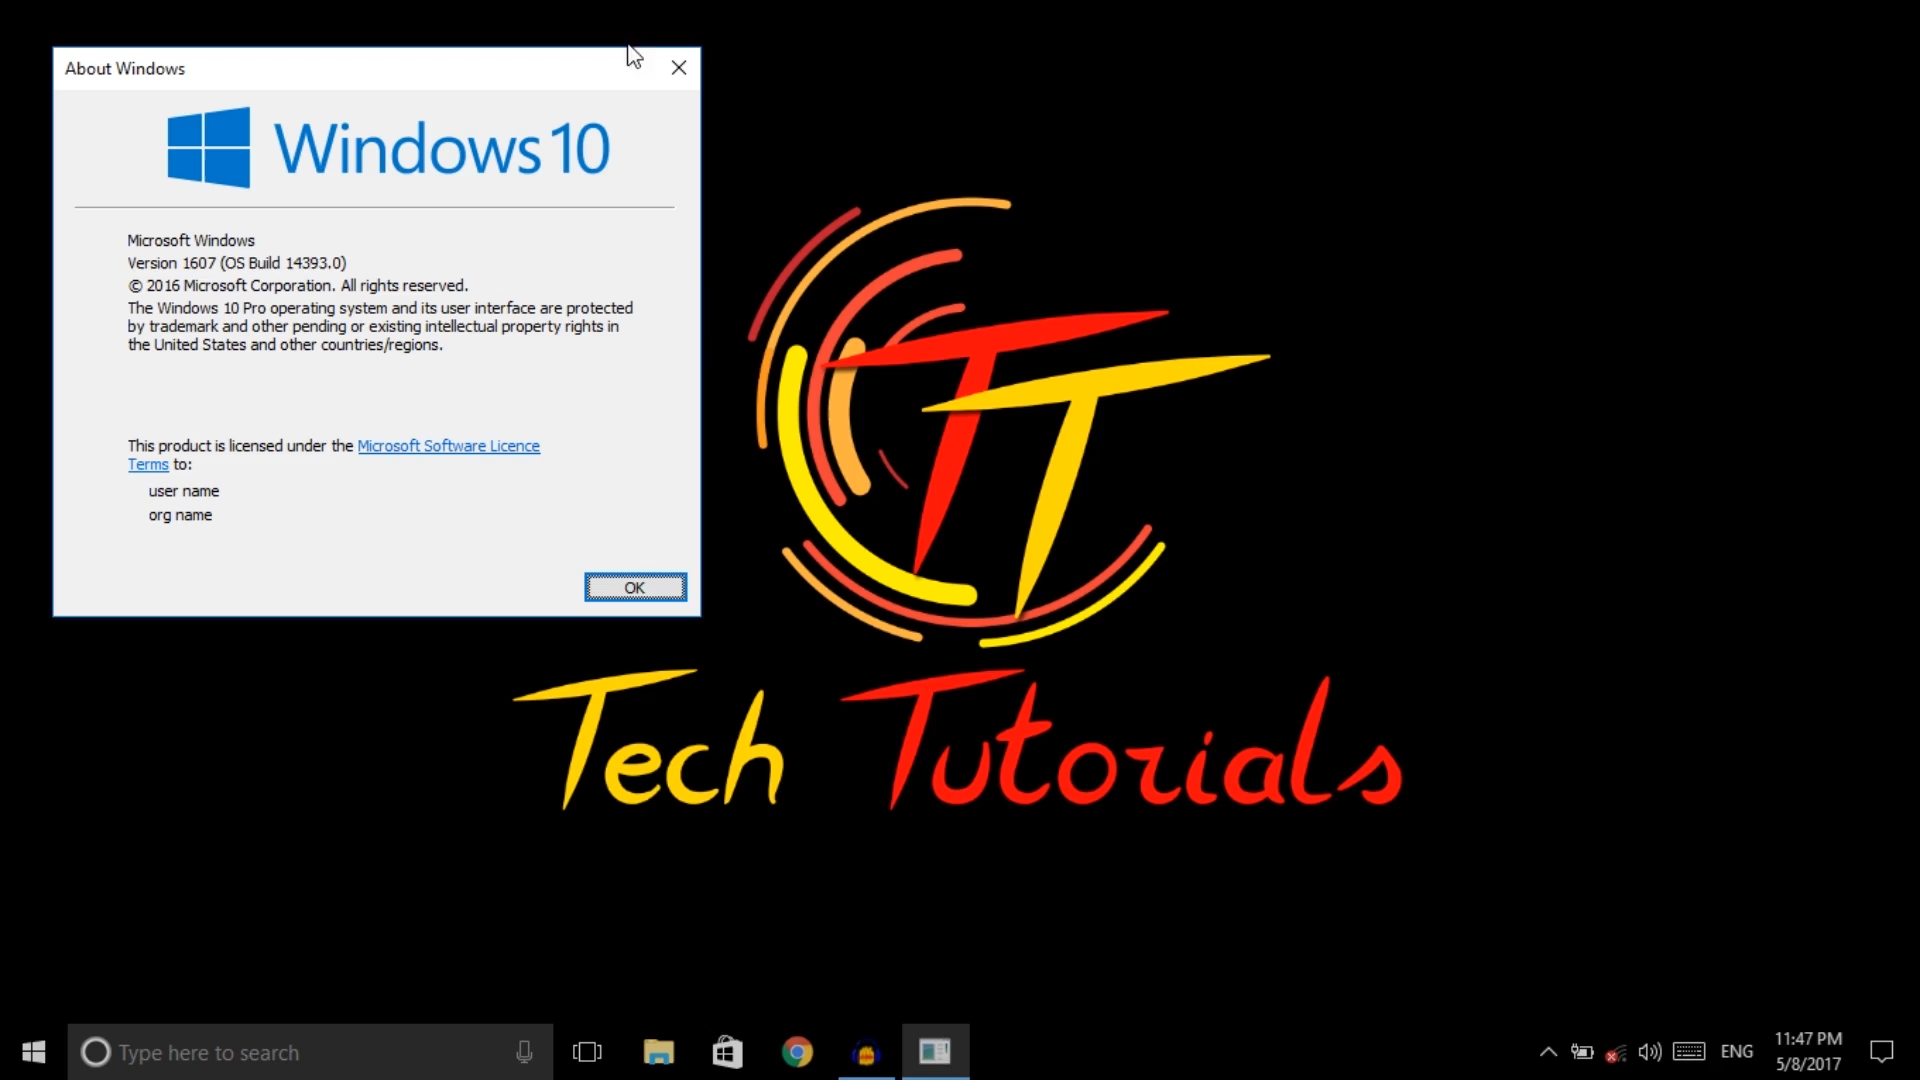 About Windows
Windows 10
Microsoft Windows
Version 1607 (OS Build 14393.0)
© 2016 Microsoft Corporation. All rights reserved.
The Windows 10 Pro operating system and its user interface are protected
by trademark and other pending or existing intellectual property rights in
the United States and other countries/regions.
This product is licensed under the Microsoft Software Licence
Terms to:
user name
org name
OK
TT
Tech Tutorials
Type here to search
ENG
11:47 PM
5/8/2017